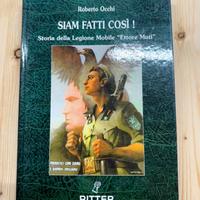 Roberto Occhi
SIAM FATTI COSÌ !
Storia della Legione Mobile "Ettore Muti"
RITTER